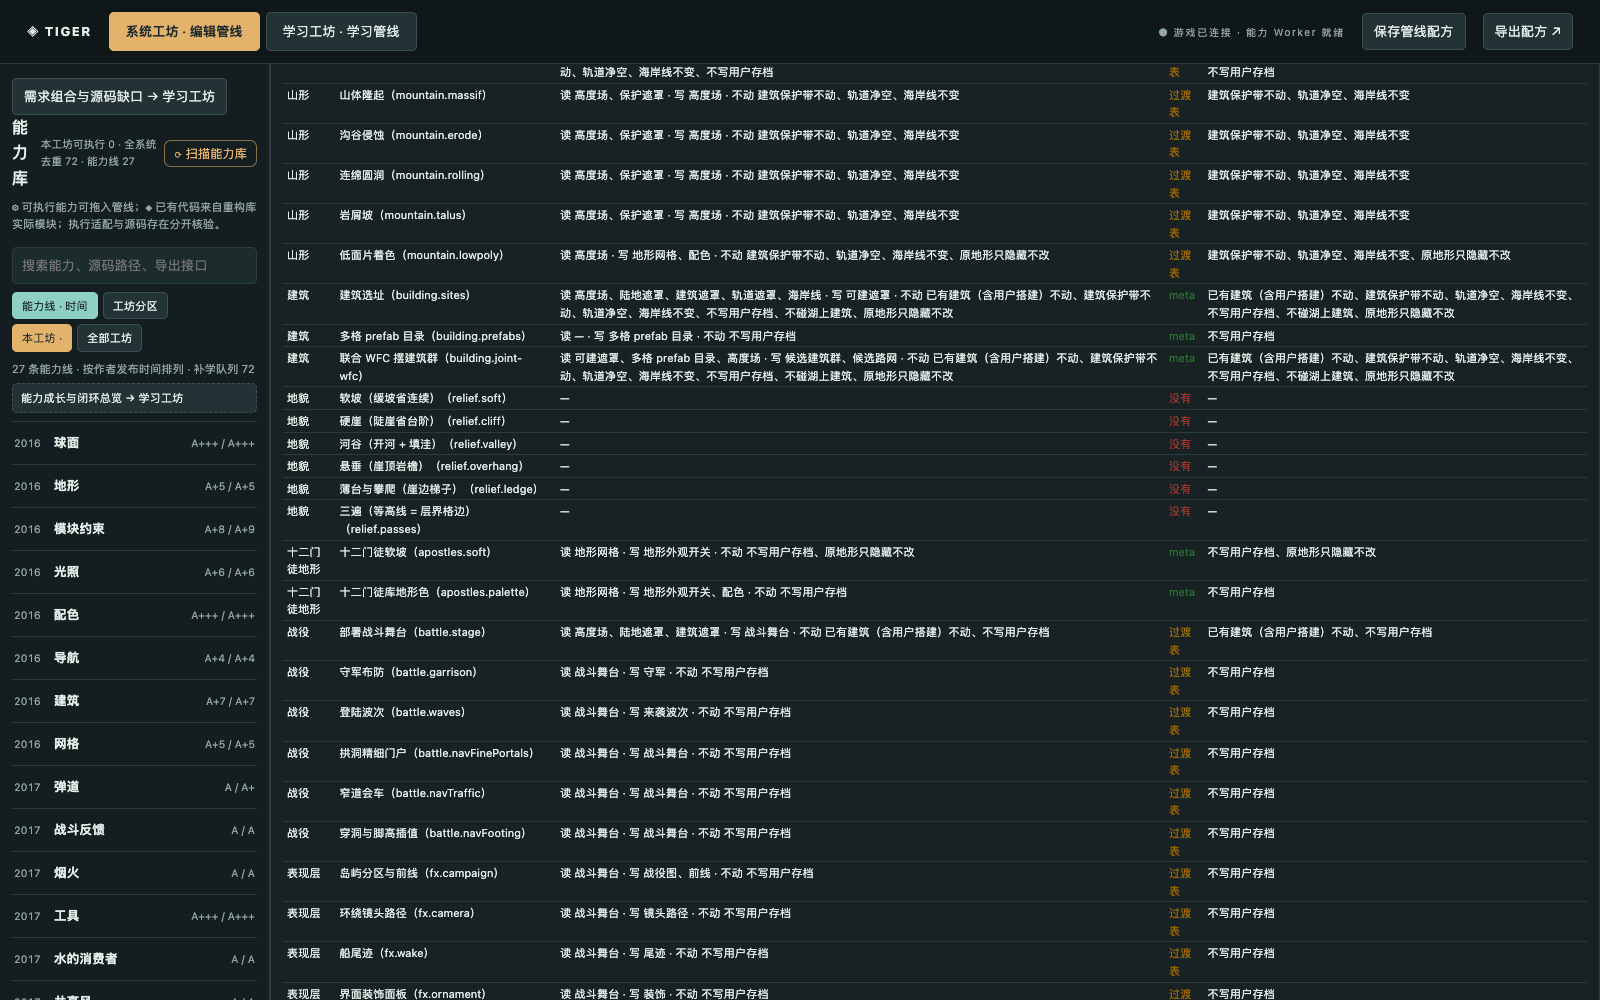 ◈ TIGER
系统工坊 · 编辑管线
学习工坊 · 学习管线
游戏已连接 · 能力 Worker 就绪
保存管线配方
导出配方 ↗
需求组合与源码缺口 → 学习工坊
能力库
本工坊可执行 0 · 全系统去重 72 · 能力线 27
⟳ 扫描能力库
⚙ 可执行能力可拖入管线；◆ 已有代码来自重构库
实际模块；执行适配与源码存在分开核验。
搜索能力、源码路径、导出接口
能力线 · 时间
工坊分区
本工坊 ·
全部工坊
27 条能力线 · 按作者发布时间排列 · 补学队列 72
能力成长与闭环总览 → 学习工坊
2016 球面 A+++ / A+++
2016 地形 A+5 / A+5
2016 模块约束 A+8 / A+9
2016 光照 A+6 / A+6
2016 配色 A+++ / A+++
2016 导航 A+4 / A+4
2016 建筑 A+7 / A+7
2016 网格 A+5 / A+5
2017 弹道 A / A+
2017 战斗反馈 A / A
2017 烟火 A / A
2017 工具 A+++ / A+++
2017 水的消费者 A / A
动、轨道净空、海岸线不变、不写用户存档 表 不写用户存档
山形 山体隆起（mountain.massif） 读 高度场、保护遮罩 · 写 高度场 · 不动 建筑保护带不动、轨道净空、海岸线不变 过渡表 建筑保护带不动、轨道净空、海岸线不变
山形 沟谷侵蚀（mountain.erode） 读 高度场、保护遮罩 · 写 高度场 · 不动 建筑保护带不动、轨道净空、海岸线不变 过渡表 建筑保护带不动、轨道净空、海岸线不变
山形 连绵圆润（mountain.rolling） 读 高度场、保护遮罩 · 写 高度场 · 不动 建筑保护带不动、轨道净空、海岸线不变 过渡表 建筑保护带不动、轨道净空、海岸线不变
山形 岩屑坡（mountain.talus） 读 高度场、保护遮罩 · 写 高度场 · 不动 建筑保护带不动、轨道净空、海岸线不变 过渡表 建筑保护带不动、轨道净空、海岸线不变
山形 低面片着色（mountain.lowpoly） 读 高度场 · 写 地形网格、配色 · 不动 建筑保护带不动、轨道净空、海岸线不变、原地形只隐藏不改 过渡表 建筑保护带不动、轨道净空、海岸线不变、原地形只隐藏不改
建筑 建筑选址（building.sites） 读 高度场、陆地遮罩、建筑遮罩、轨道遮罩、海岸线 · 写 可建遮罩 · 不动 已有建筑（含用户搭建）不动、建筑保护带不动、轨道净空、海岸线不变、不写用户存档、不碰湖上建筑、原地形只隐藏不改 meta 已有建筑（含用户搭建）不动、建筑保护带不动、轨道净空、海岸线不变、不写用户存档、不碰湖上建筑、原地形只隐藏不改
建筑 多格 prefab 目录（building.prefabs） 读 — · 写 多格 prefab 目录 · 不动 不写用户存档 meta 不写用户存档
建筑 联合 WFC 摆建筑群（building.joint-wfc） 读 可建遮罩、多格 prefab 目录、高度场 · 写 候选建筑群、候选路网 · 不动 已有建筑（含用户搭建）不动、建筑保护带不动、轨道净空、海岸线不变、不写用户存档、不碰湖上建筑、原地形只隐藏不改 meta 已有建筑（含用户搭建）不动、建筑保护带不动、轨道净空、海岸线不变、不写用户存档、不碰湖上建筑、原地形只隐藏不改
地貌 软坡（缓坡省连续）（relief.soft） — 没有 —
地貌 硬崖（陡崖省台阶）（relief.cliff） — 没有 —
地貌 河谷（开河 + 填洼）（relief.valley） — 没有 —
地貌 悬垂（崖顶岩檐）（relief.overhang） — 没有 —
地貌 薄台与攀爬（崖边梯子）（relief.ledge） — 没有 —
地貌 三遍（等高线 = 层界格边）（relief.passes） — 没有 —
十二门徒地形 十二门徒软坡（apostles.soft） 读 地形网格 · 写 地形外观开关 · 不动 不写用户存档、原地形只隐藏不改 meta 不写用户存档、原地形只隐藏不改
十二门徒地形 十二门徒库地形色（apostles.palette） 读 地形网格 · 写 地形外观开关、配色 · 不动 不写用户存档 meta 不写用户存档
战役 部署战斗舞台（battle.stage） 读 高度场、陆地遮罩、建筑遮罩 · 写 战斗舞台 · 不动 已有建筑（含用户搭建）不动、不写用户存档 过渡表 已有建筑（含用户搭建）不动、不写用户存档
战役 守军布防（battle.garrison） 读 战斗舞台 · 写 守军 · 不动 不写用户存档 过渡表 不写用户存档
战役 登陆波次（battle.waves） 读 战斗舞台 · 写 来袭波次 · 不动 不写用户存档 过渡表 不写用户存档
战役 拱洞精细门户（battle.navFinePortals） 读 战斗舞台 · 写 战斗舞台 · 不动 不写用户存档 过渡表 不写用户存档
战役 窄道会车（battle.navTraffic） 读 战斗舞台 · 写 战斗舞台 · 不动 不写用户存档 过渡表 不写用户存档
战役 穿洞与脚高插值（battle.navFooting） 读 战斗舞台 · 写 战斗舞台 · 不动 不写用户存档 过渡表 不写用户存档
表现层 岛屿分区与前线（fx.campaign） 读 战斗舞台 · 写 战役图、前线 · 不动 不写用户存档 过渡表 不写用户存档
表现层 环绕镜头路径（fx.camera） 读 战斗舞台 · 写 镜头路径 · 不动 不写用户存档 过渡表 不写用户存档
表现层 船尾迹（fx.wake） 读 战斗舞台 · 写 尾迹 · 不动 不写用户存档 过渡表 不写用户存档
表现层 界面装饰面板（fx.ornament） 读 战斗舞台 · 写 装饰 · 不动 不写用户存档 过渡 不写用户存档